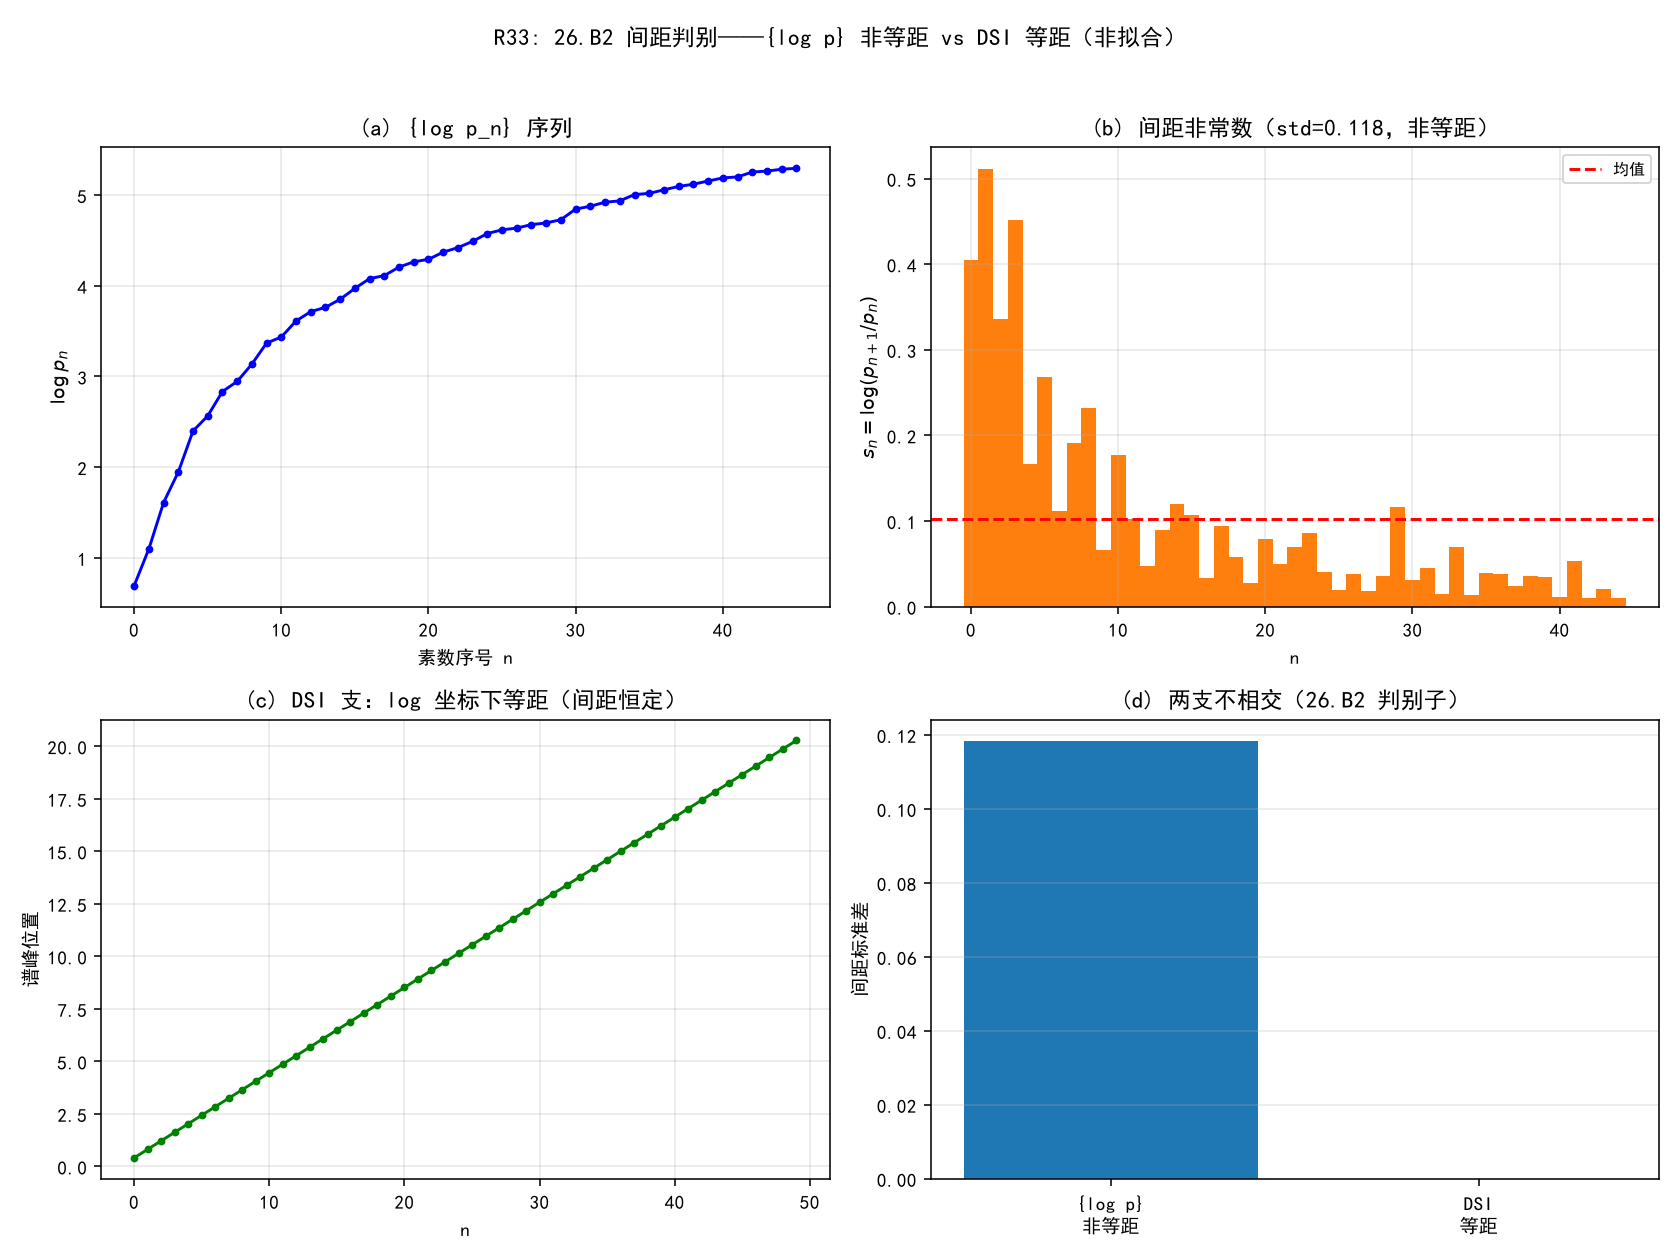 R33: 26.B2 间距判别——{log p} 非等距 vs DSI 等距（非拟合）
(a) {log p_n} 序列
log p_n
5
4
3
2
1
0 10 20 30 40
素数序号 n
(b) 间距非常数（std=0.118, 非等距）
均值
s_n = log(p_{n+1}/p_n)
0.5
0.4
0.3
0.2
0.1
0.0
0 10 20 30 40
n
(c) DSI 支：log 坐标下等距（间距恒定）
谱峰位置
20.0
17.5
15.0
12.5
10.0
7.5
5.0
2.5
0.0
0 10 20 30 40 50
n
(d) 两支不相交（26.B2 判别子）
间距标准差
0.12
0.10
0.08
0.06
0.04
0.02
0.00
{log p}
非等距
DSI
等距